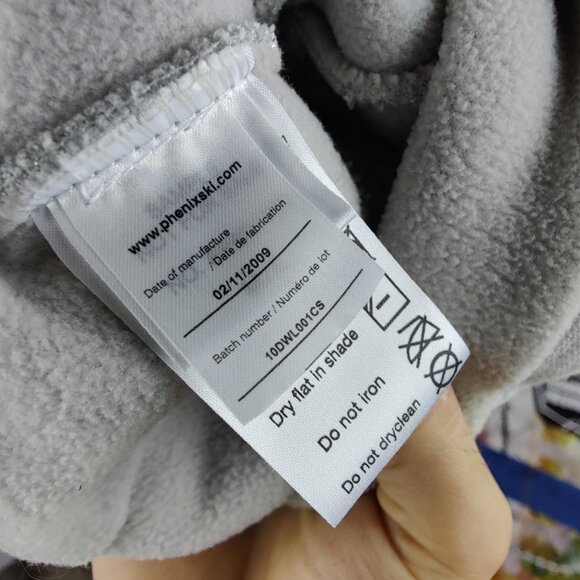 www.phenixski.com
Date of manufacture
/ Date de fabrication
02/11/2009
Batch number / Numéro de lot
10DWL001CS
Dry flat in shade
Do not iron
Do not dryclean